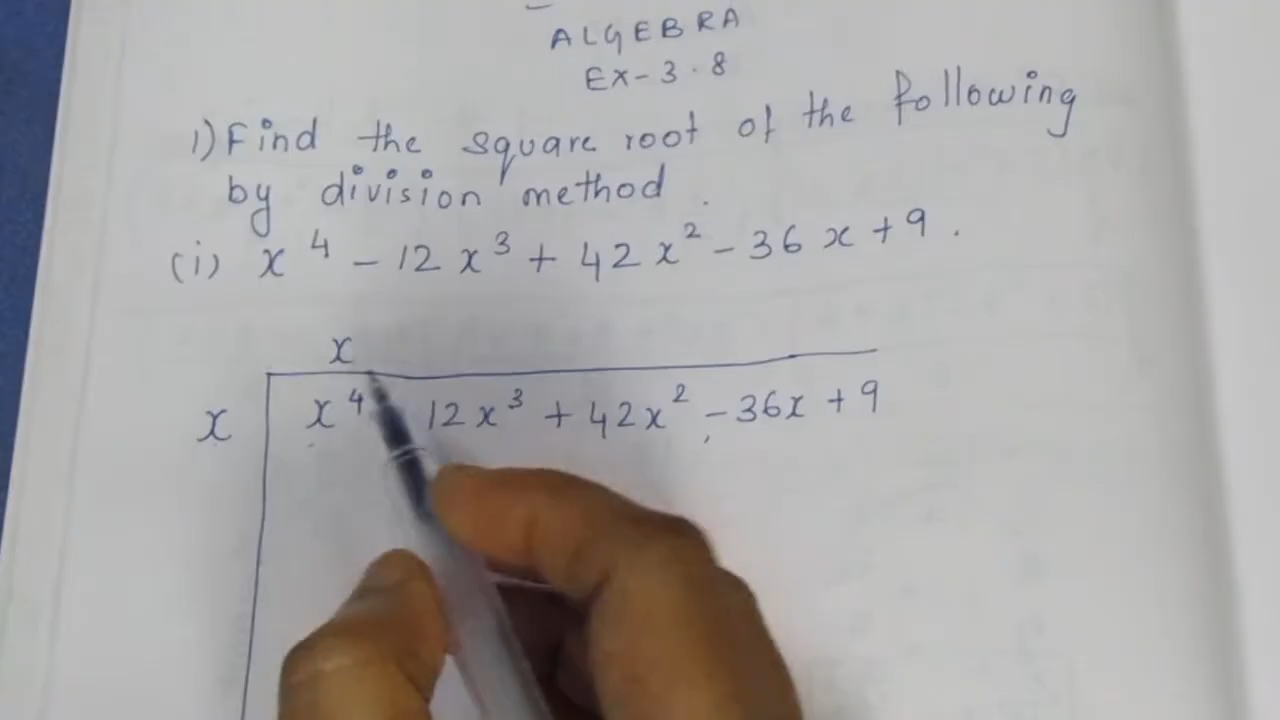 ALGEBRA
EX-3.8
1) Find the square root of the following
by division method.
(i) x⁴ - 12x³ + 42x² - 36x + 9.
x
x x⁴ 12x³ + 42x² - 36x + 9